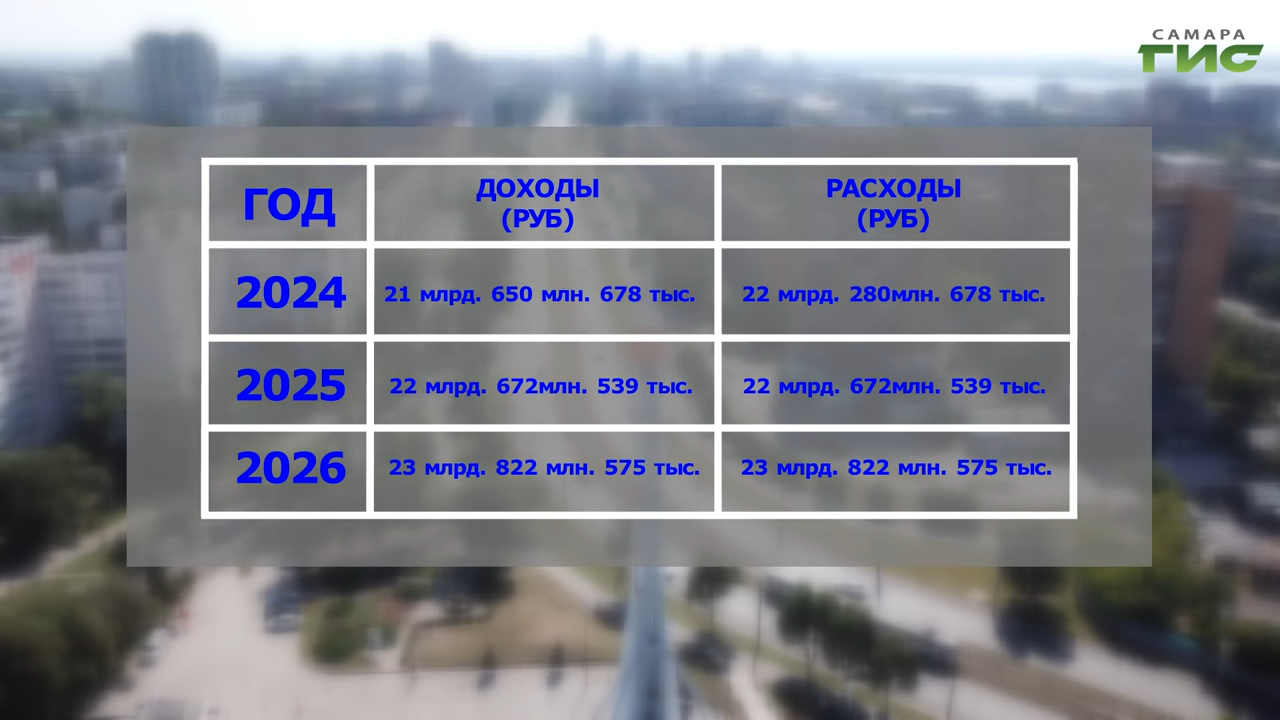 САМАРА
ГИС
ГОД
ДОХОДЫ
(РУБ)
РАСХОДЫ
(РУБ)
2024
21 млрд. 650 млн. 678 тыс.
22 млрд. 280млн. 678 тыс.
2025
22 млрд. 672млн. 539 тыс.
22 млрд. 672млн. 539 тыс.
2026
23 млрд. 822 млн. 575 тыс.
23 млрд. 822 млн. 575 тыс.